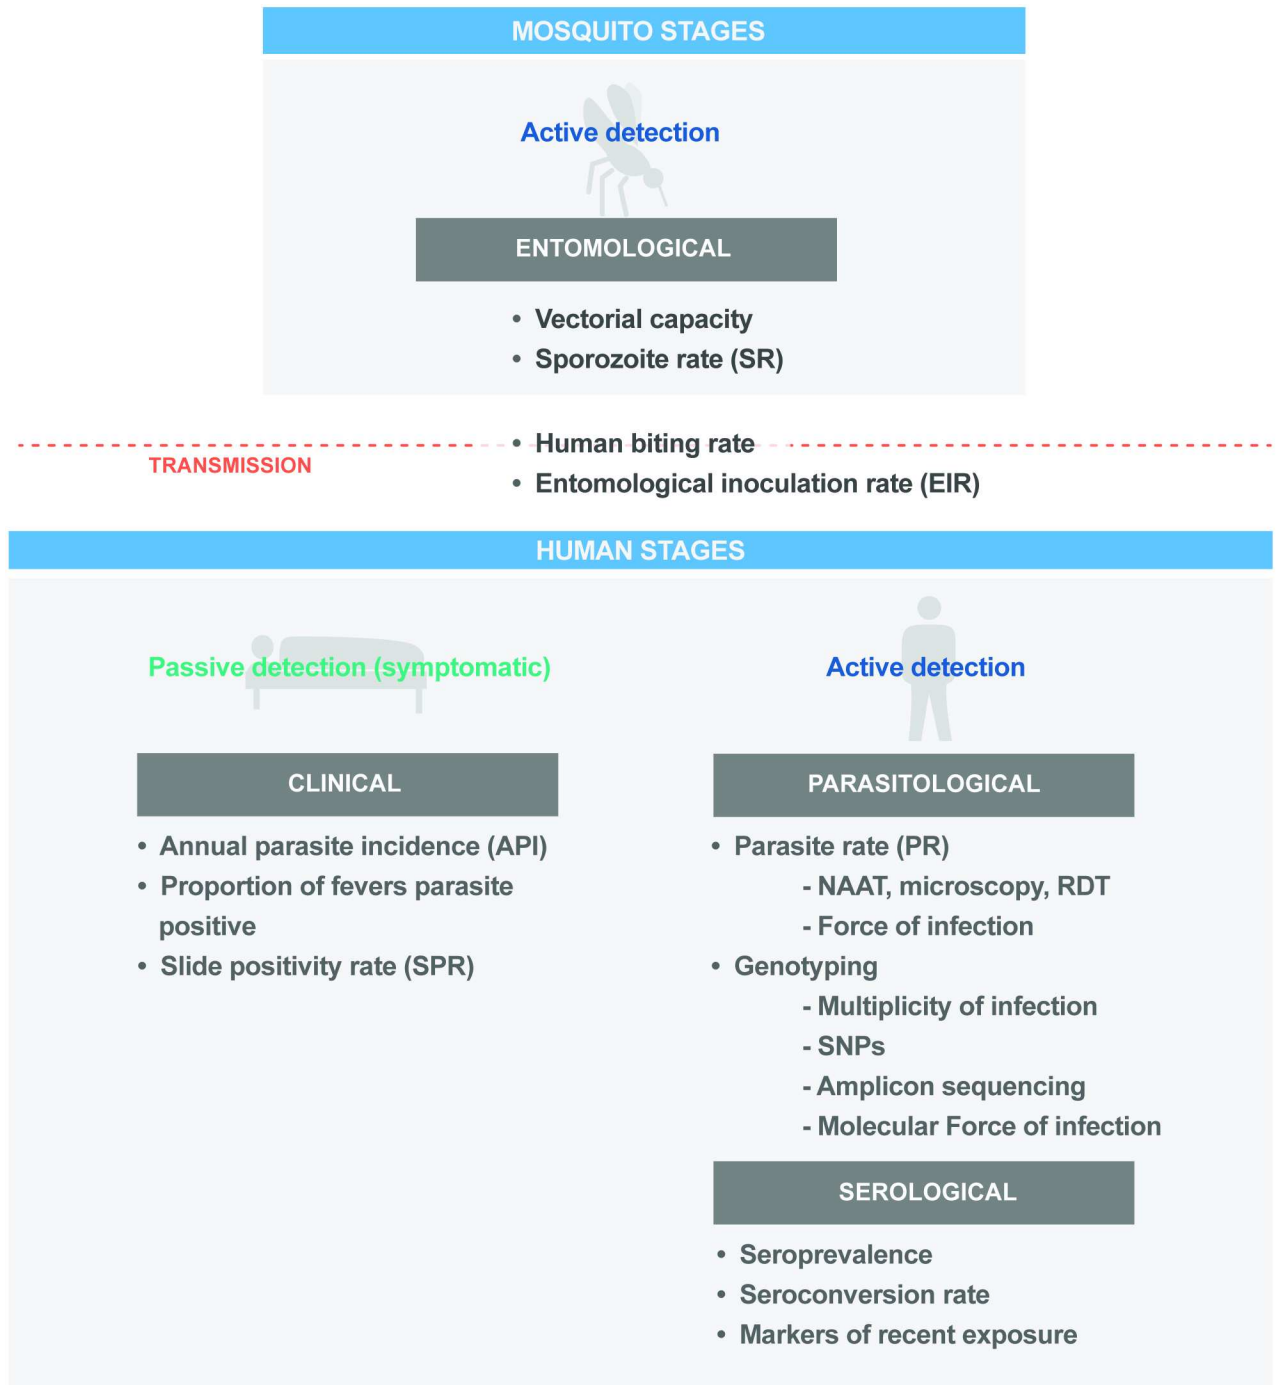 MOSQUITO STAGES
Active detection
ENTOMOLOGICAL
• Vectorial capacity
• Sporozoite rate (SR)
• Human biting rate
TRANSMISSION
• Entomological inoculation rate (EIR)
HUMAN STAGES
Passive detection (symptomatic)
CLINICAL
• Annual parasite incidence (API)
• Proportion of fevers parasite
positive
• Slide positivity rate (SPR)
Active detection
PARASITOLOGICAL
• Parasite rate (PR)
- NAAT, microscopy, RDT
- Force of infection
• Genotyping
- Multiplicity of infection
- SNPs
- Amplicon sequencing
- Molecular Force of infection
SEROLOGICAL
• Seroprevalence
• Seroconversion rate
• Markers of recent exposure